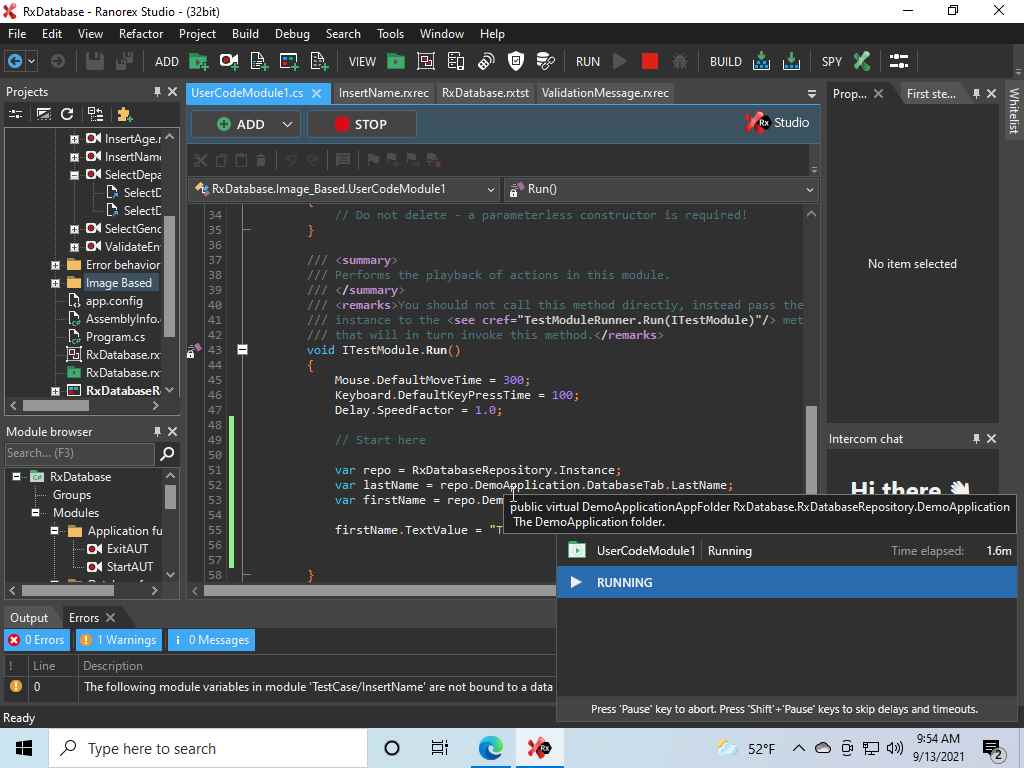 RxDatabase - Ranorex Studio - (32bit)
File Edit View Refactor Project Build Debug Search Tools Window Help
ADD VIEW RUN BUILD SPY
Projects
UserCodeModule1.cs InsertName.rxrec RxDatabase.rxtst ValidationMessage.rxrec
Prop... First ste...
Whitelist
ADD STOP Rx Studio
InsertAge.r
InsertName
SelectDepa
SelectD
SelectD
SelectGend
ValidateEn
Error behavior
Image Based
app.config
AssemblyInfo.
Program.cs
RxDatabase.rx
RxDatabase.rx
RxDatabaseR
RxDatabase.Image_Based.UserCodeModule1 Run()
34 // Do not delete - a parameterless constructor is required!
35 }
36
37 /// <summary>
38 /// Performs the playback of actions in this module.
39 /// </summary>
40 /// <remarks>You should not call this method directly, instead pass the
41 /// instance to the <see cref="TestModuleRunner.Run(ITestModule)"/> met
42 /// that will in turn invoke this method.</remarks>
43 void ITestModule.Run()
44 {
45 Mouse.DefaultMoveTime = 300;
46 Keyboard.DefaultKeyPressTime = 100;
47 Delay.SpeedFactor = 1.0;
48
49 // Start here
50
51 var repo = RxDatabaseRepository.Instance;
52 var lastName = repo.DemoApplication.DatabaseTab.LastName;
53 var firstName = repo.Dem
54
55 firstName.TextValue = "T
56
57
58 }
public virtual DemoApplicationAppFolder RxDatabase.RxDatabaseRepository.DemoApplication
The DemoApplication folder.
No item selected
Intercom chat
Hi there
Module browser
Search... (F3)
RxDatabase
Groups
Modules
Application fu
ExitAUT
StartAUT
UserCodeModule1 Running Time elapsed: 1.6m
RUNNING
Press 'Pause' key to abort. Press 'Shift'+'Pause' keys to skip delays and timeouts.
Output Errors
0 Errors 1 Warnings 0 Messages
! Line Description
0 The following module variables in module 'TestCase/InsertName' are not bound to a data
Ready
Type here to search
Rx
52°F
9:54 AM
9/13/2021
2